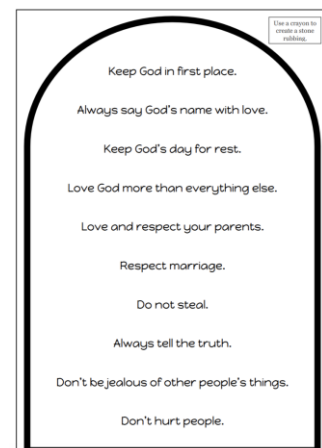 Use a crayon to
create a stone
rubbing.
Keep God in first place.
Always say God's name with love.
Keep God's day for rest.
Love God more than everything else.
Love and respect your parents.
Respect marriage.
Do not steal.
Always tell the truth.
Don't be jealous of other people's things.
Don't hurt people.